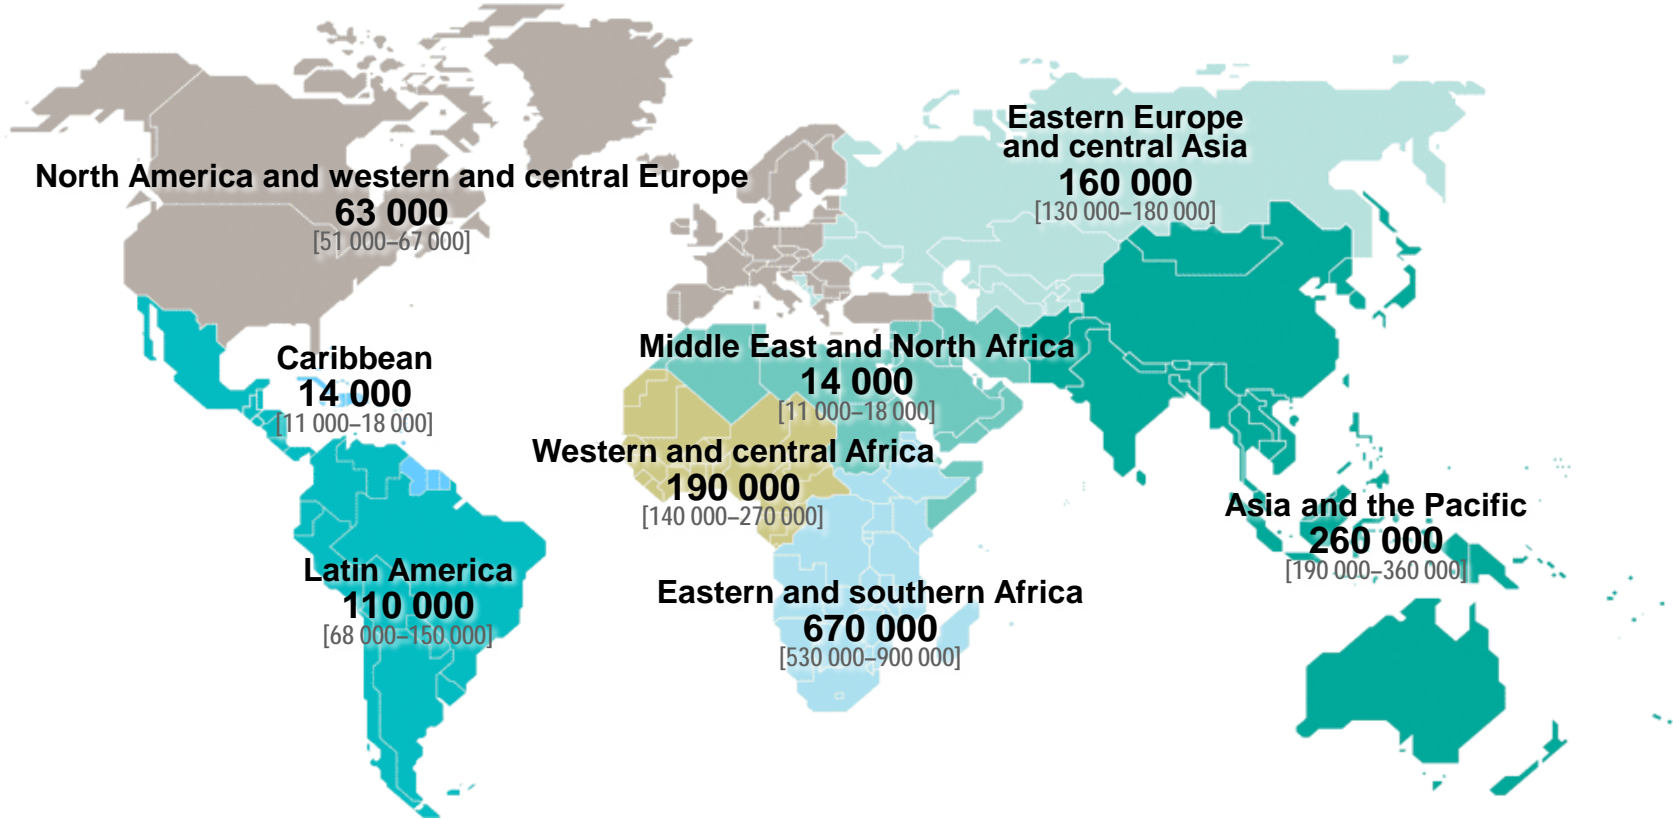 Eastern Europe
and central Asia
160 000
[130 000–180 000]
North America and western and central Europe
63 000
[51 000–67 000]
Middle East and North Africa
14 000
[11 000–18 000]
Caribbean
14 000
[11 000–18 000]
Western and central Africa
190 000
[140 000–270 000]
Asia and the Pacific
260 000
[190 000–360 000]
Latin America
110 000
[68 000–150 000]
Eastern and southern Africa
670 000
[530 000–900 000]